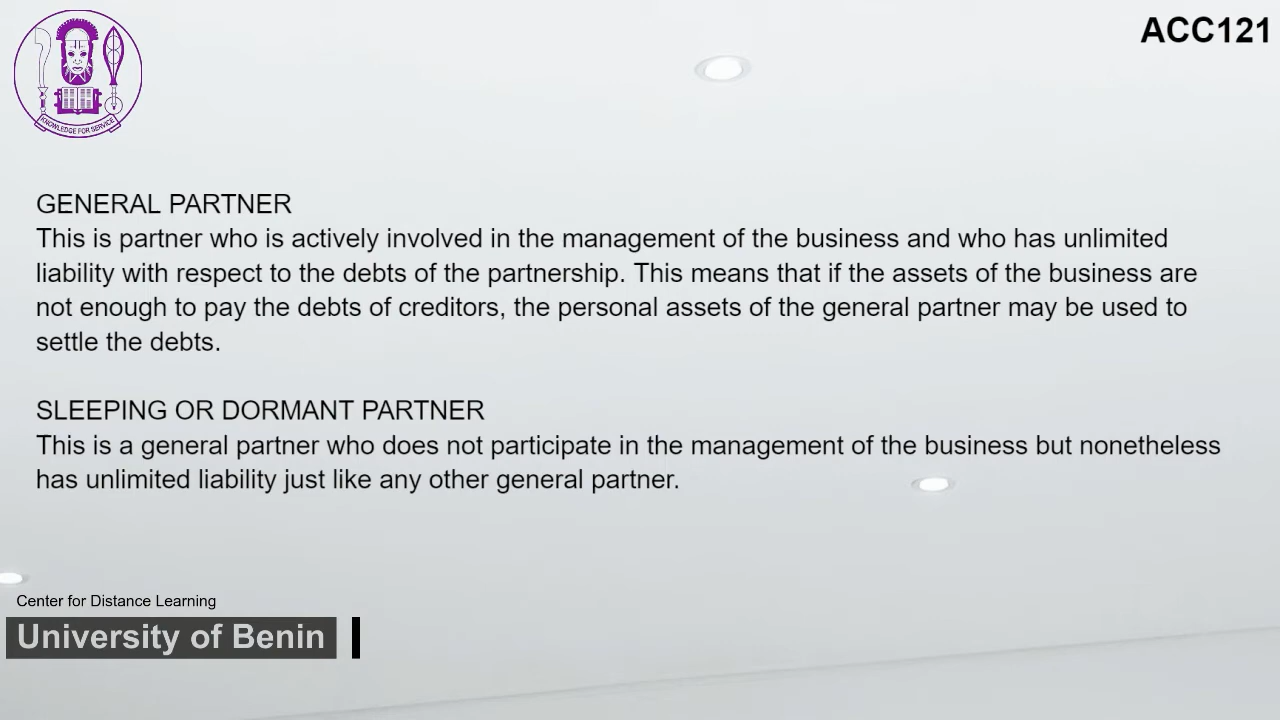 ACC121
KNOWLEDGE FOR SERVICE
GENERAL PARTNER
This is partner who is actively involved in the management of the business and who has unlimited
liability with respect to the debts of the partnership. This means that if the assets of the business are
not enough to pay the debts of creditors, the personal assets of the general partner may be used to
settle the debts.
SLEEPING OR DORMANT PARTNER
This is a general partner who does not participate in the management of the business but nonetheless
has unlimited liability just like any other general partner.
Center for Distance Learning
University of Benin